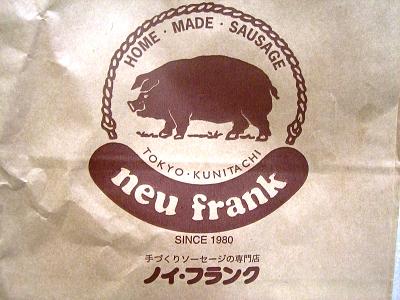 HOME · MADE · SAUSAGE
TOKYO · KUNITACHI
neu frank
SINCE 1980
手づくりソーセージの専門店
ノイ・フランク